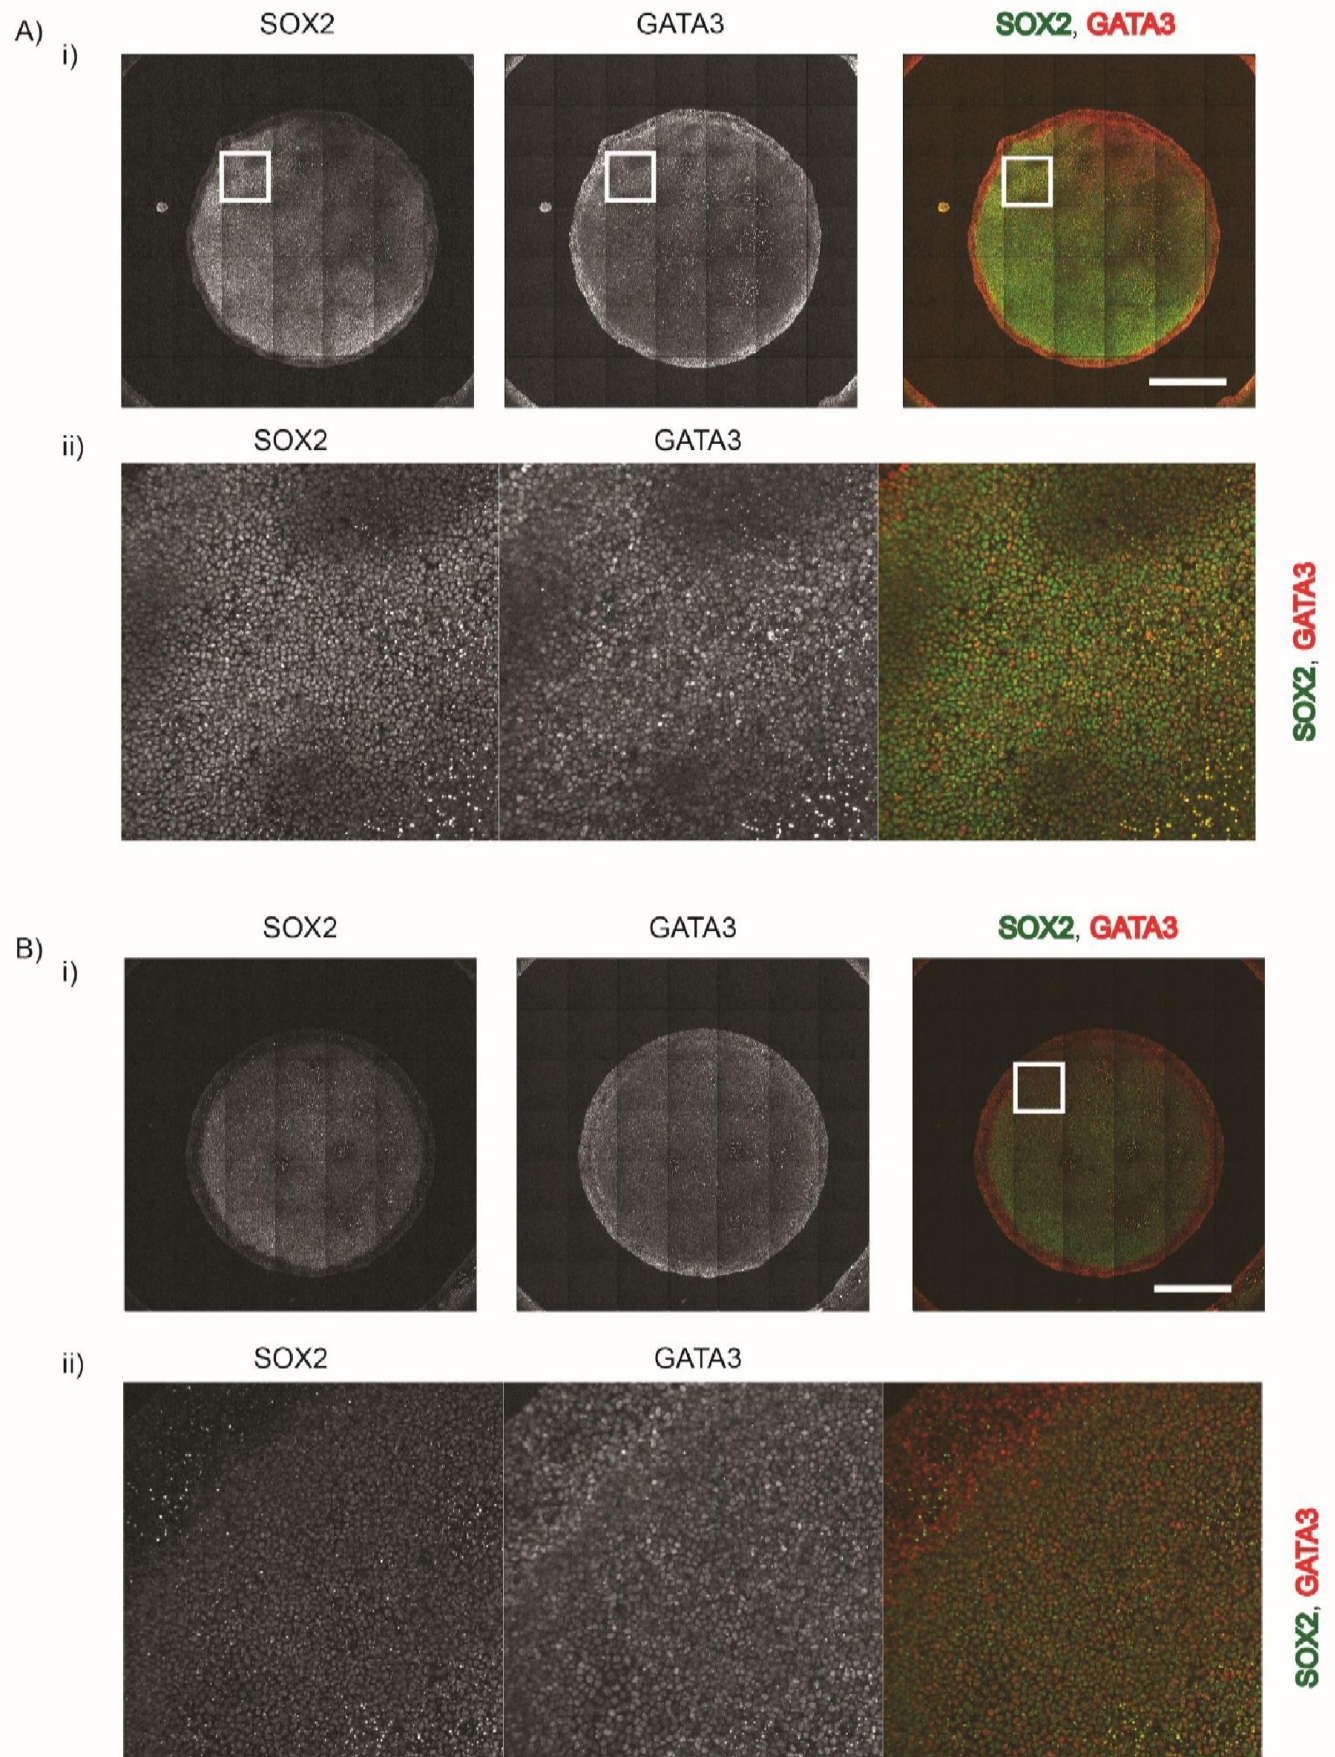 A)
i)
SOX2
GATA3
SOX2, GATA3
ii)
SOX2
GATA3
SOX2, GATA3
B)
i)
SOX2
GATA3
SOX2, GATA3
ii)
SOX2
GATA3
SOX2, GATA3